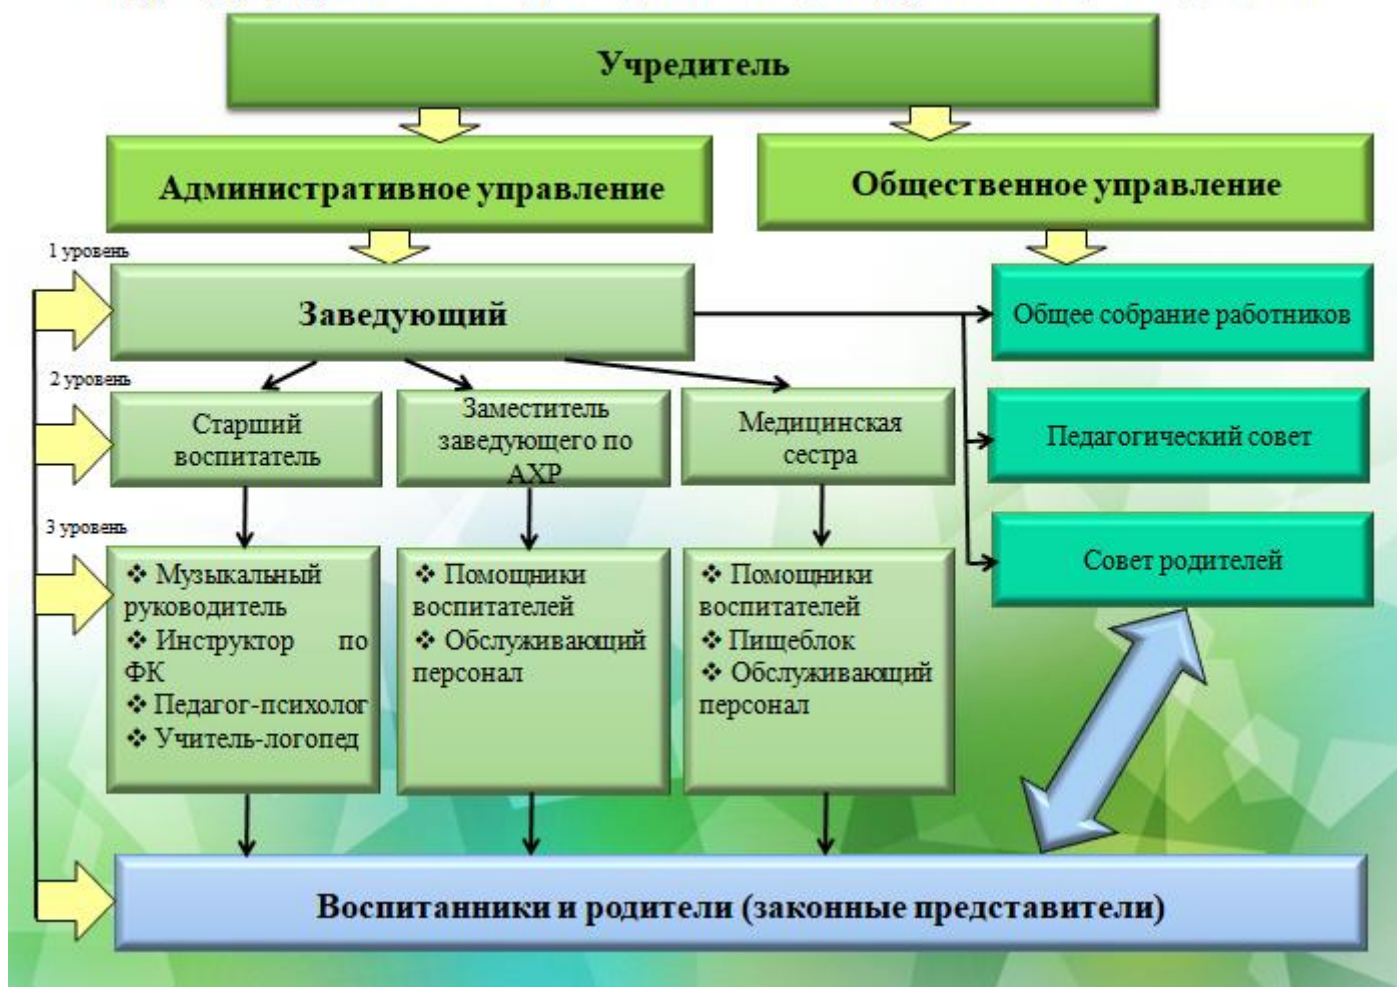 Учредитель
Административное управление
Общественное управление
1 уровень
Заведующий
Общее собрание работников
2 уровень
Старший
воспитатель
Заместитель
заведующего по
АХР
Медицинская
сестра
Педагогический совет
3 уровень
❖ Музыкальный
руководитель
❖ Инструктор по
ФК
❖ Педагог-психолог
❖ Учитель-логопед
❖ Помощники
воспитателей
❖ Обслуживающий
персонал
❖ Помощники
воспитателей
❖ Пищеблок
❖ Обслуживающий
персонал
Совет родителей
Воспитанники и родители (законные представители)